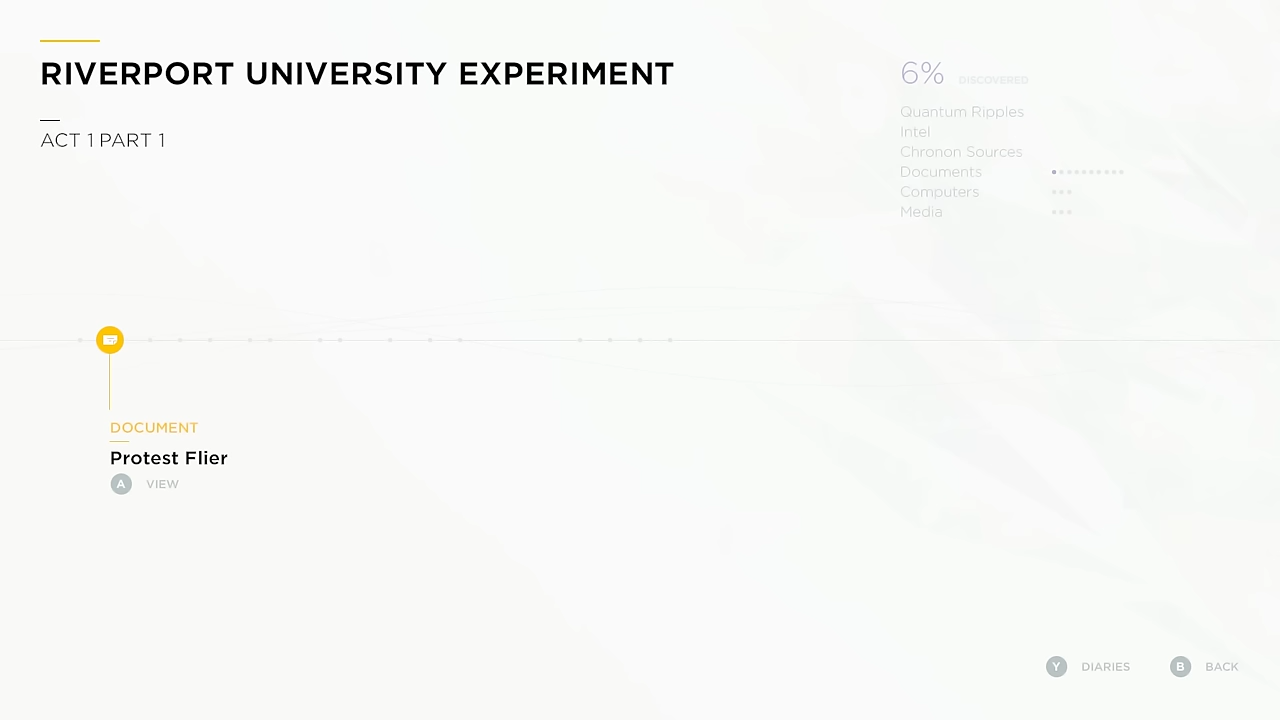 RIVERPORT UNIVERSITY EXPERIMENT
ACT 1 PART 1
6% DISCOVERED
Quantum Ripples
Intel
Chronon Sources
Documents
Computers
Media
DOCUMENT
Protest Flier
A VIEW
Y DIARIES B BACK